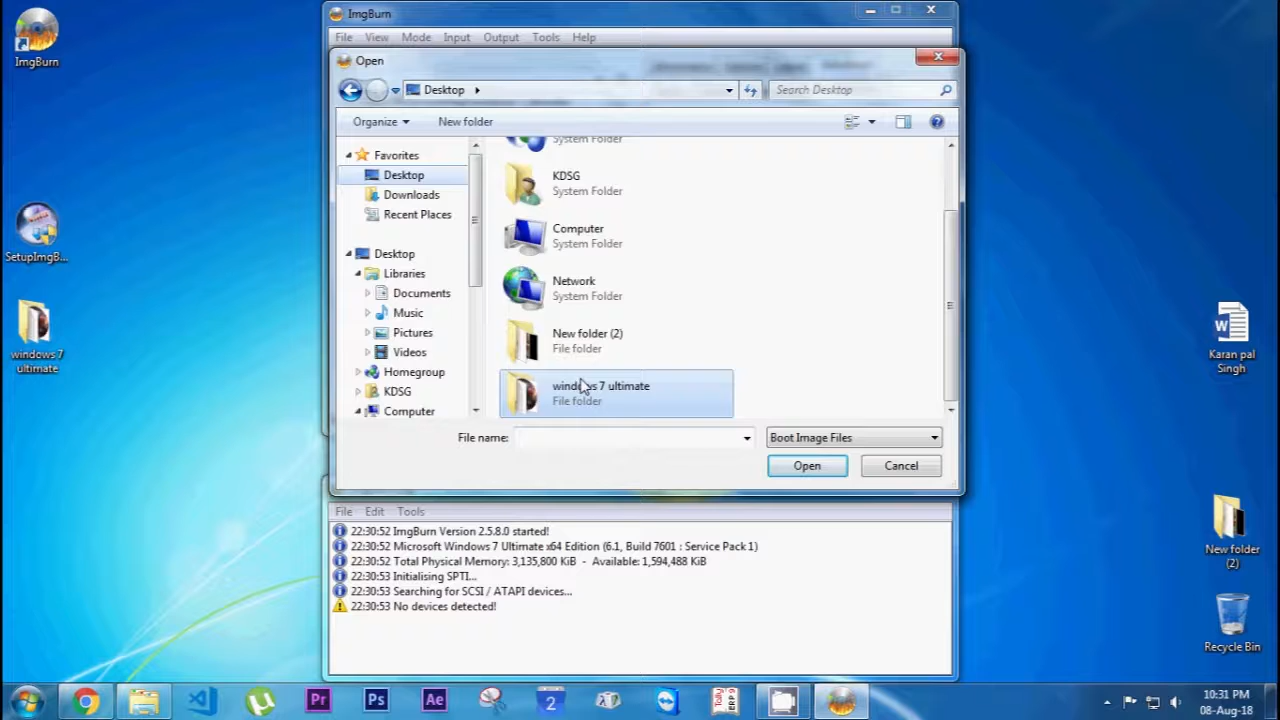 ImgBurn
File View Mode Input Output Tools Help
Open
Desktop
Search Desktop
Organize
New folder
System Folder
KDSG
System Folder
Computer
System Folder
Network
System Folder
New folder (2)
File folder
windows 7 ultimate
File folder
Favorites
Desktop
Downloads
Recent Places
Desktop
Libraries
Documents
Music
Pictures
Videos
Homegroup
KDSG
Computer
File name:
Boot Image Files
Open
Cancel
File Edit Tools
22:30:52 ImgBurn Version 2.5.8.0 started!
22:30:52 Microsoft Windows 7 Ultimate x64 Edition (6.1, Build 7601 : Service Pack 1)
22:30:52 Total Physical Memory: 3,135,800 KiB - Available: 1,594,488 KiB
22:30:53 Initialising SPTI...
22:30:53 Searching for SCSI / ATAPI devices...
22:30:53 No devices detected!
ImgBurn
SetupImgB...
windows 7
ultimate
Karan pal
Singh
New folder
(2)
Recycle Bin
Pr
Ps
Ae
2
10:31 PM
08-Aug-18